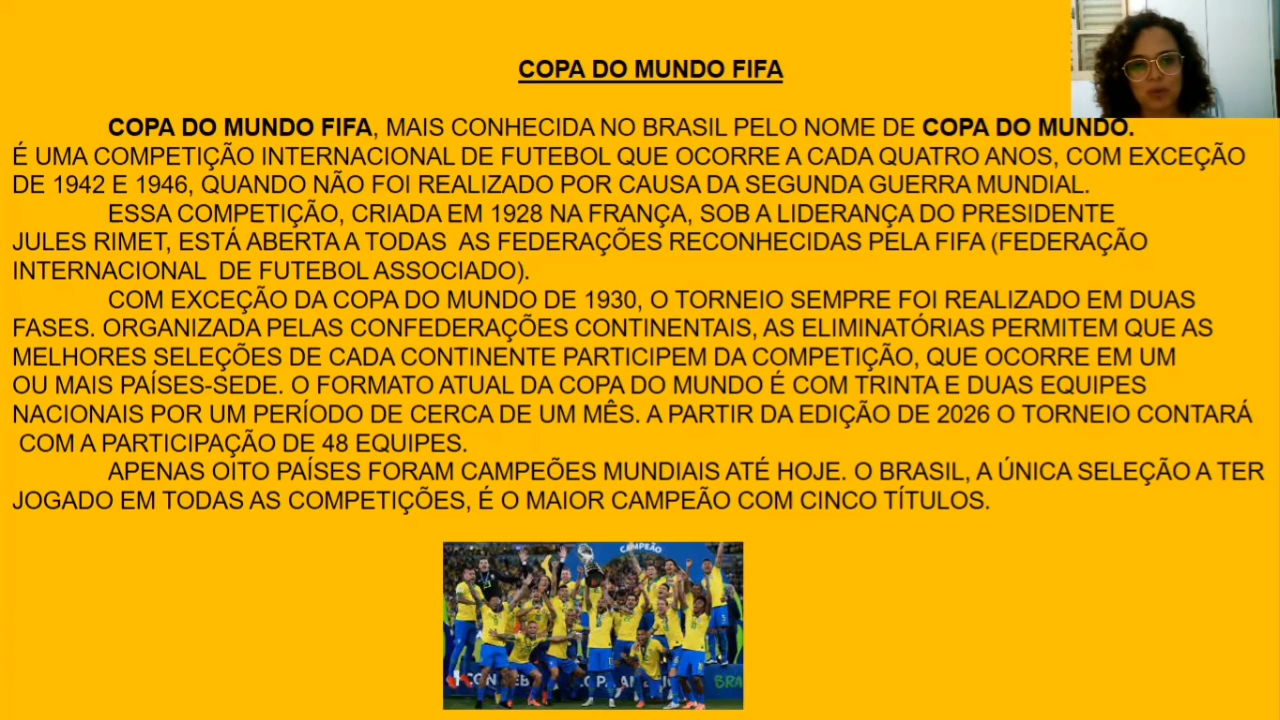 COPA DO MUNDO FIFA
COPA DO MUNDO FIFA, MAIS CONHECIDA NO BRASIL PELO NOME DE COPA DO MUNDO.
É UMA COMPETIÇÃO INTERNACIONAL DE FUTEBOL QUE OCORRE A CADA QUATRO ANOS, COM EXCEÇÃO
DE 1942 E 1946, QUANDO NÃO FOI REALIZADO POR CAUSA DA SEGUNDA GUERRA MUNDIAL.
ESSA COMPETIÇÃO, CRIADA EM 1928 NA FRANÇA, SOB A LIDERANÇA DO PRESIDENTE
JULES RIMET, ESTÁ ABERTA A TODAS AS FEDERAÇÕES RECONHECIDAS PELA FIFA (FEDERAÇÃO
INTERNACIONAL DE FUTEBOL ASSOCIADO).
COM EXCEÇÃO DA COPA DO MUNDO DE 1930, O TORNEIO SEMPRE FOI REALIZADO EM DUAS
FASES. ORGANIZADA PELAS CONFEDERAÇÕES CONTINENTAIS, AS ELIMINATÓRIAS PERMITEM QUE AS
MELHORES SELEÇÕES DE CADA CONTINENTE PARTICIPEM DA COMPETIÇÃO, QUE OCORRE EM UM
OU MAIS PAÍSES-SEDE. O FORMATO ATUAL DA COPA DO MUNDO É COM TRINTA E DUAS EQUIPES
NACIONAIS POR UM PERÍODO DE CERCA DE UM MÊS. A PARTIR DA EDIÇÃO DE 2026 O TORNEIO CONTARÁ
COM A PARTICIPAÇÃO DE 48 EQUIPES.
APENAS OITO PAÍSES FORAM CAMPEÕES MUNDIAIS ATÉ HOJE. O BRASIL, A ÚNICA SELEÇÃO A TER
JOGADO EM TODAS AS COMPETIÇÕES, É O MAIOR CAMPEÃO COM CINCO TÍTULOS.
CAMPEÃO